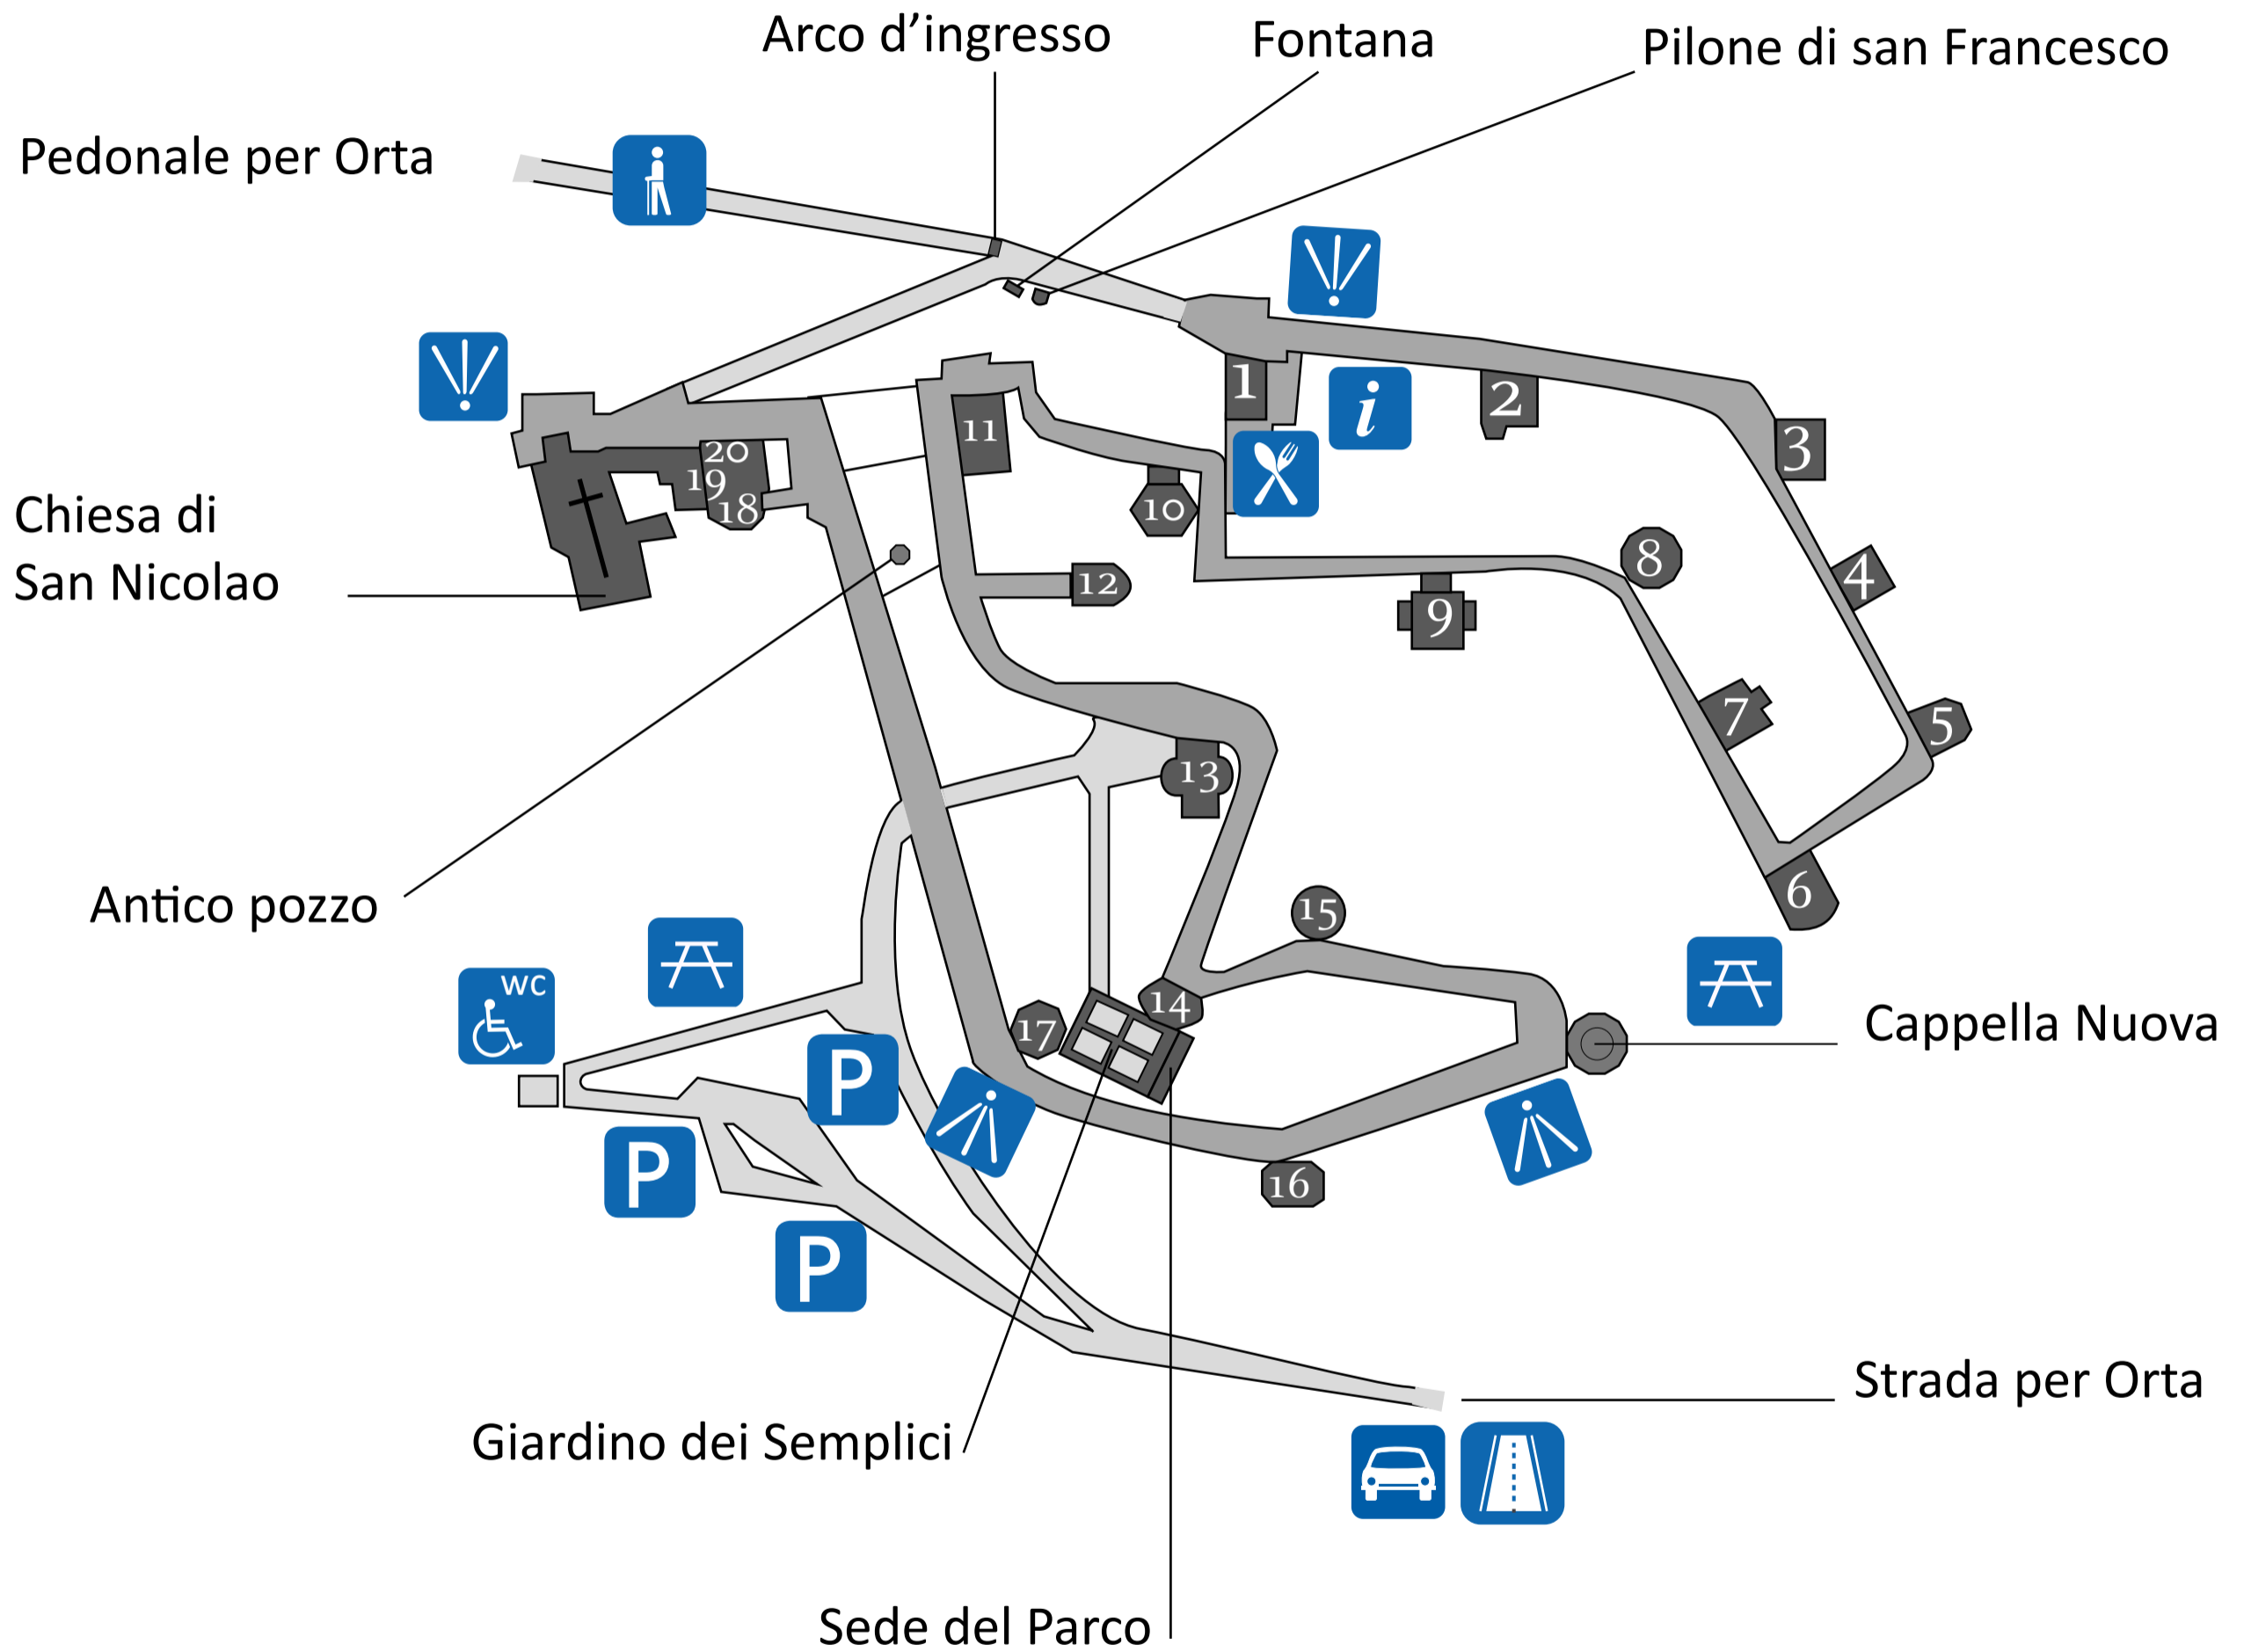 Arco d’ingresso
Fontana
Pilone di san Francesco
Pedonale per Orta
1
2
3
i
11
20
19
18
10
Chiesa di
San Nicolao
8
4
12
9
7
5
13
6
Antico pozzo
15
WC
14
17
Cappella Nuova
P
P
16
P
Strada per Orta
Giardino dei Semplici
Sede del Parco